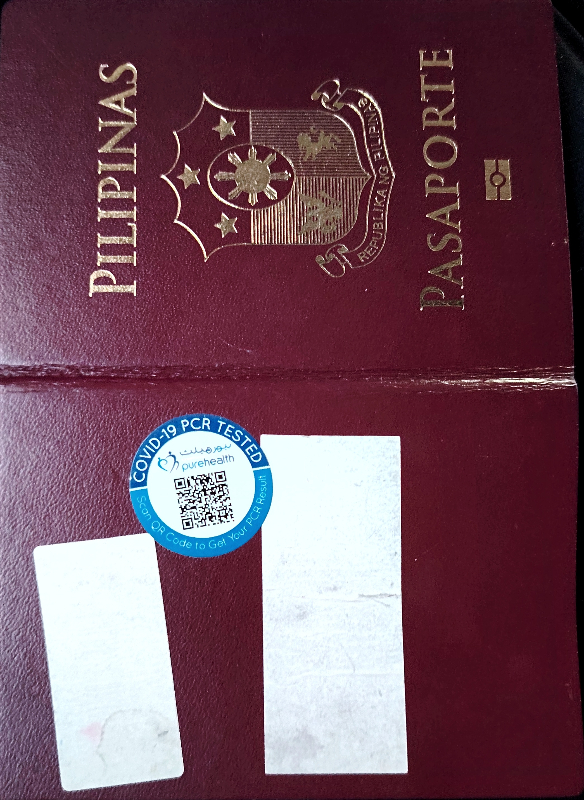 PILIPINAS
REPUBLIKA NG PILIPINAS
PASAPORTE
COVID-19 PCR TESTED
بيورهيلث
purehealth
Scan QR Code to Get Your PCR Result